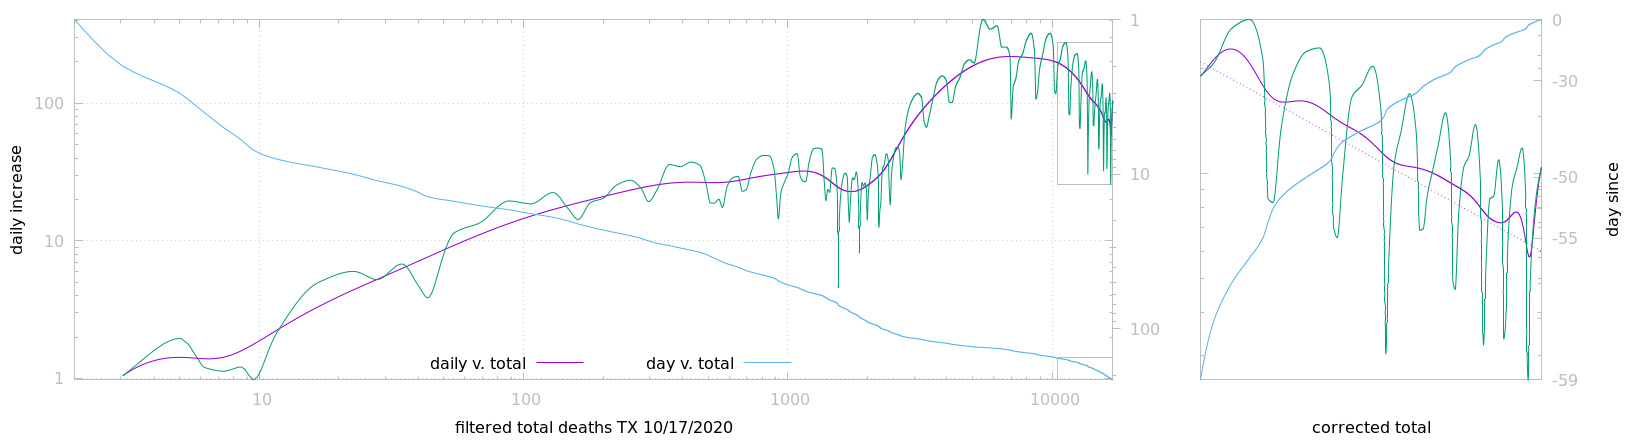 daily increase
100
10
1
10
100
1000
10000
1
10
100
daily v. total
day v. total
filtered total deaths TX 10/17/2020
0
-30
-50
-55
-59
day since
corrected total